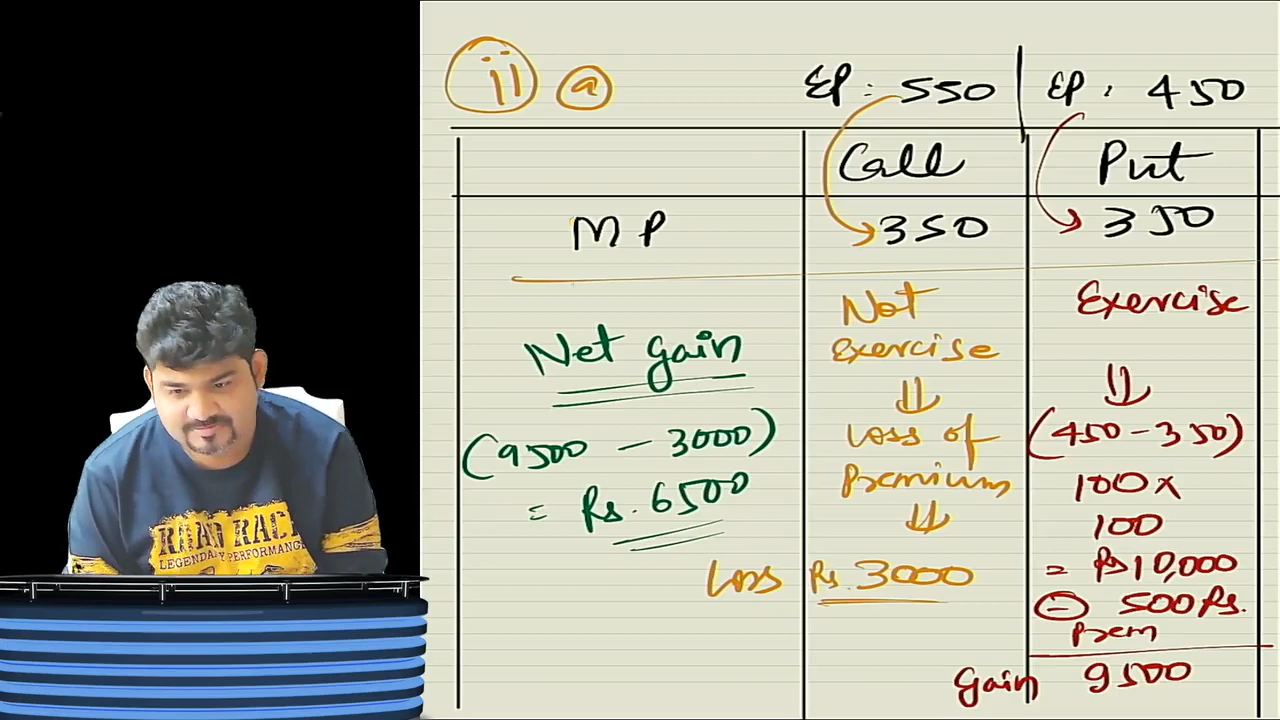 ii a EP: 550 EP: 450
Call Put
MP 350 350
Not Exercise
Exercise
Net gain
Loss of (450-350)
(9500 - 3000)
Premium 100x
= Rs. 6500
100
Loss Rs. 3000 = Rs 10,000
- 500 Rs.
Prem
Gain 9500
ROAD RACI
LEGENDARY PERFORMANCE